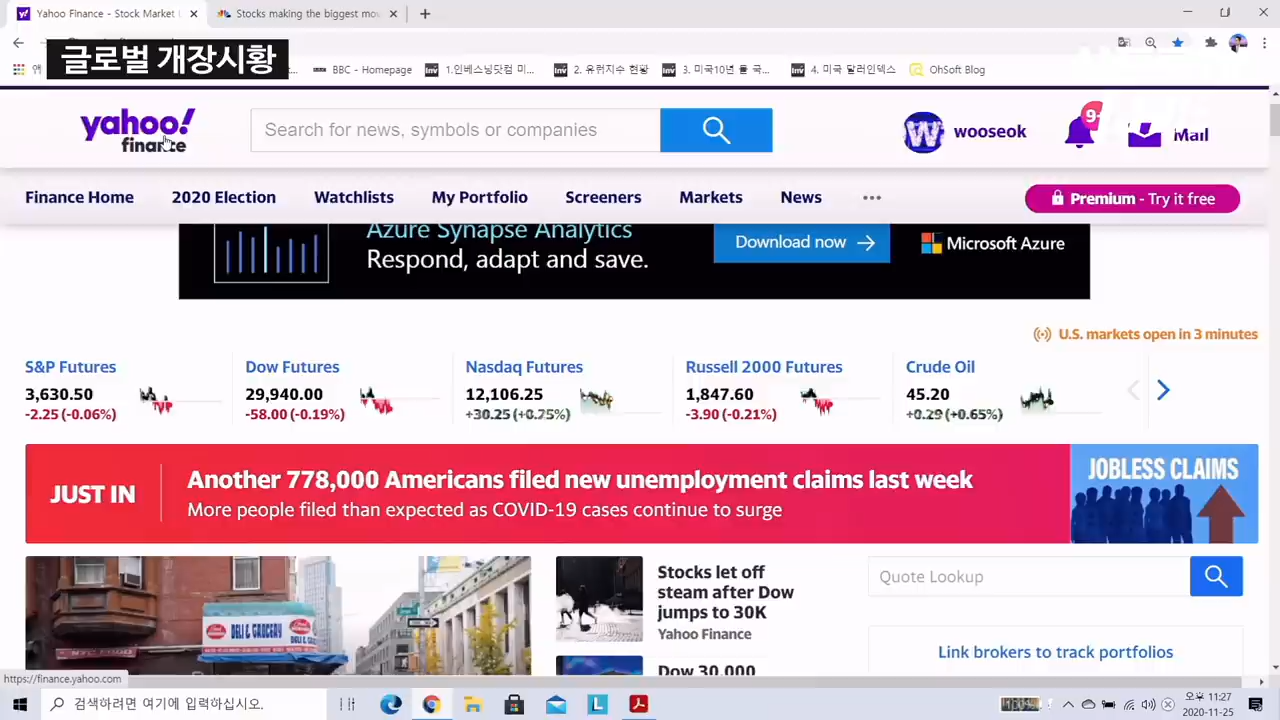 Yahoo Finance - Stock Market
Stocks making the biggest mo
글로벌 개장시황
BBC - Homepage
1.인베스닝닷컴 미...
2. 유럽지수 현황
3. 미국10년 물 국...
4. 미국 달러인덱스
OhSoft Blog
yahoo!
finance
Search for news, symbols or companies
wooseok
9+
Mail
Finance Home
2020 Election
Watchlists
My Portfolio
Screeners
Markets
News
Premium - Try it free
Azure Synapse Analytics
Respond, adapt and save.
Download now
Microsoft Azure
U.S. markets open in 3 minutes
S&P Futures
3,630.50
-2.25 (-0.06%)
Dow Futures
29,940.00
-58.00 (-0.19%)
Nasdaq Futures
12,106.25
Russell 2000 Futures
1,847.60
-3.90 (-0.21%)
Crude Oil
45.20
+0.29 (+0.65%)
JUST IN
Another 778,000 Americans filed new unemployment claims last week
More people filed than expected as COVID-19 cases continue to surge
JOBLESS CLAIMS
DELI & GROCERY
Stocks let off
steam after Dow
jumps to 30K
Yahoo Finance
Dow 30,000
Quote Lookup
Link brokers to track portfolios
https://finance.yahoo.com
검색하려면 여기에 입력하십시오.
100%
오후 11:27
2020-11-25